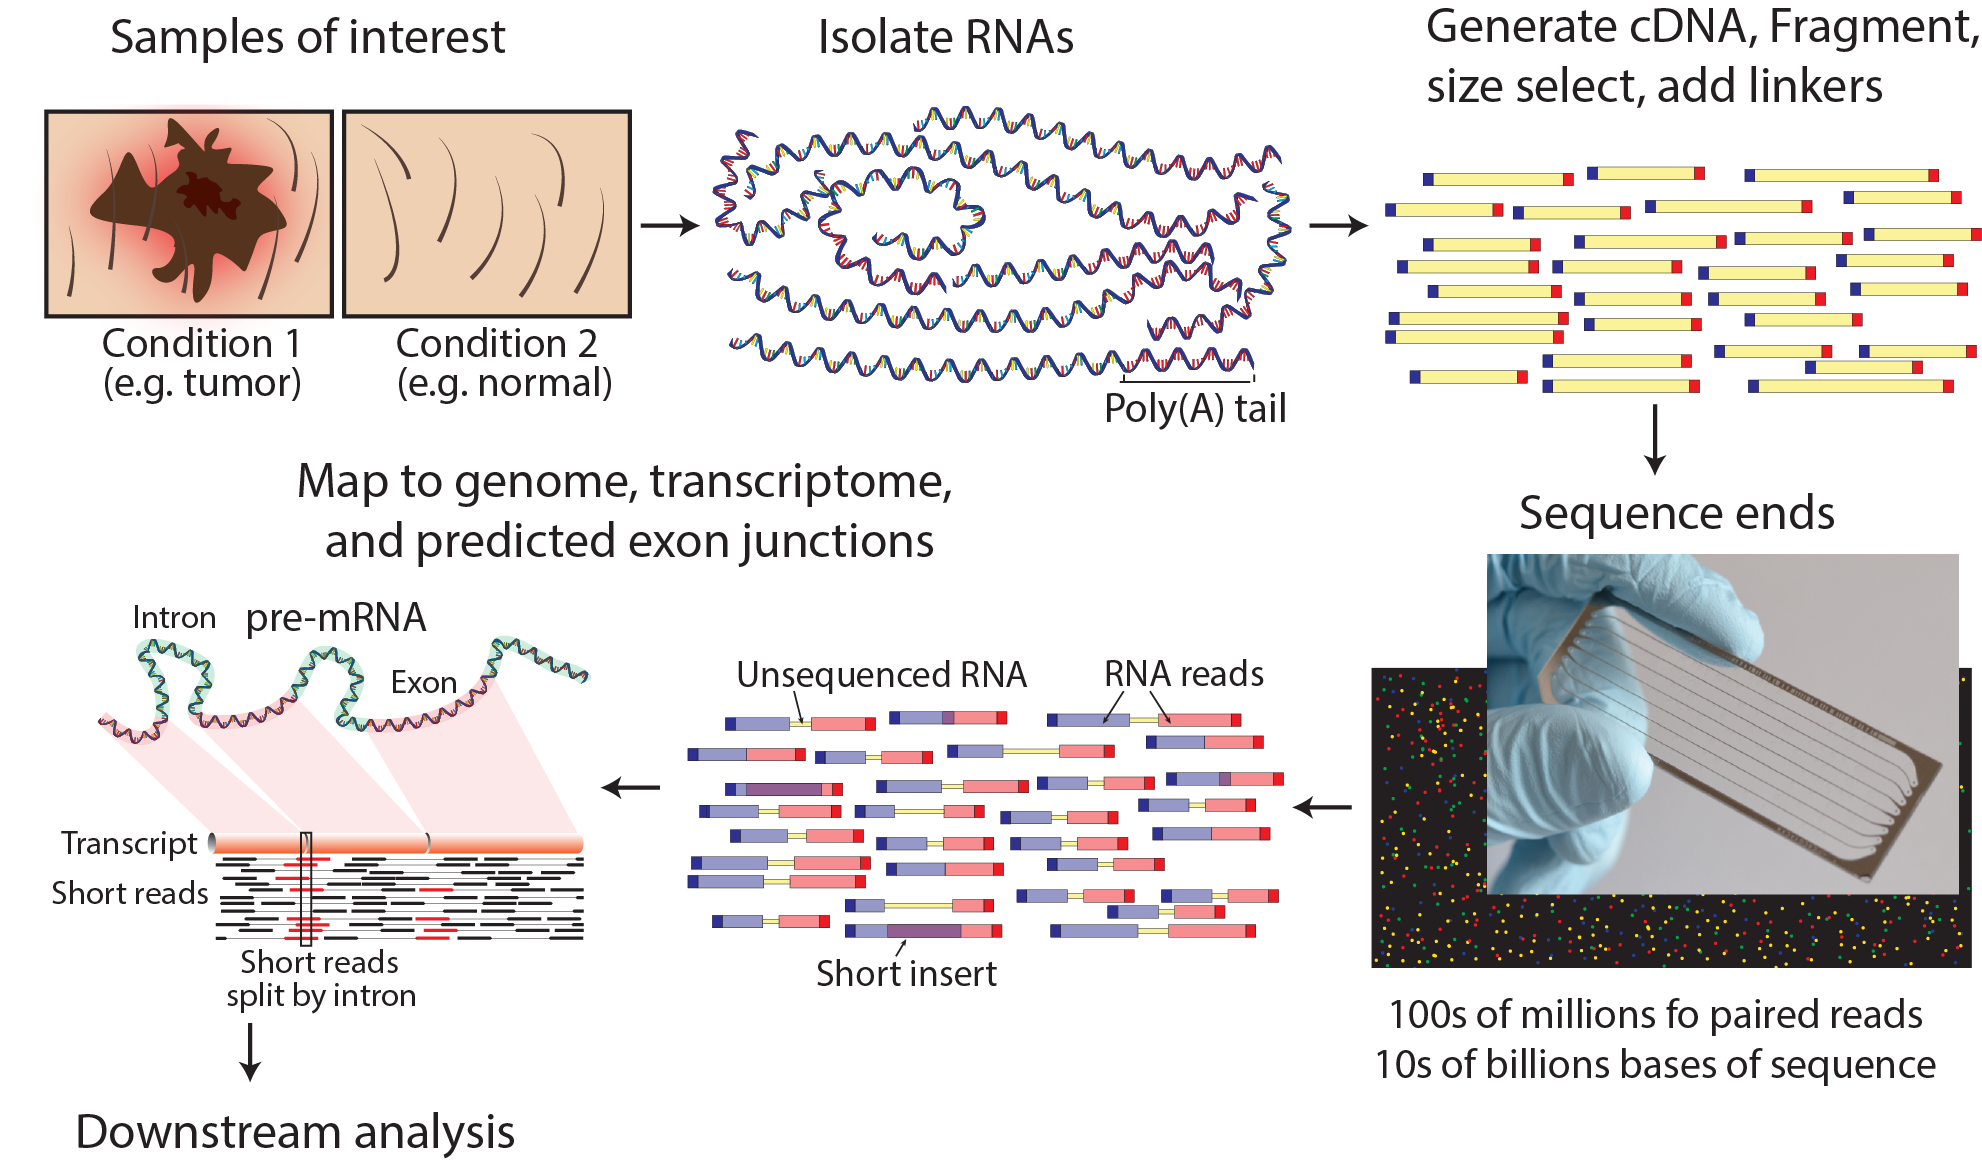 Samples of interest
Condition 1
(e.g. tumor)
Condition 2
(e.g. normal)
Isolate RNAs
Poly(A) tail
Generate cDNA, Fragment,
size select, add linkers
Sequence ends
100s of millions fo paired reads
10s of billions bases of sequence
Unsequenced RNA
RNA reads
Short insert
Map to genome, transcriptome,
and predicted exon junctions
Intron
pre-mRNA
Exon
Transcript
Short reads
Short reads
split by intron
Downstream analysis